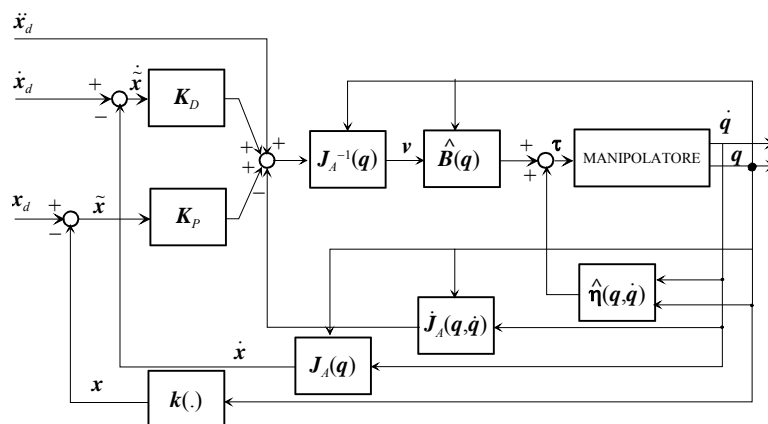 ẍ_d
ẋ_d + − x̃̇ K_D
+ + + −
J_A⁻¹(q) v B̂(q) + + τ MANIPOLATORE q̇ q
x_d + − x̃ K_P
η̂(q,q̇)
J̇_A(q,q̇)
ẋ J_A(q)
x k(.)